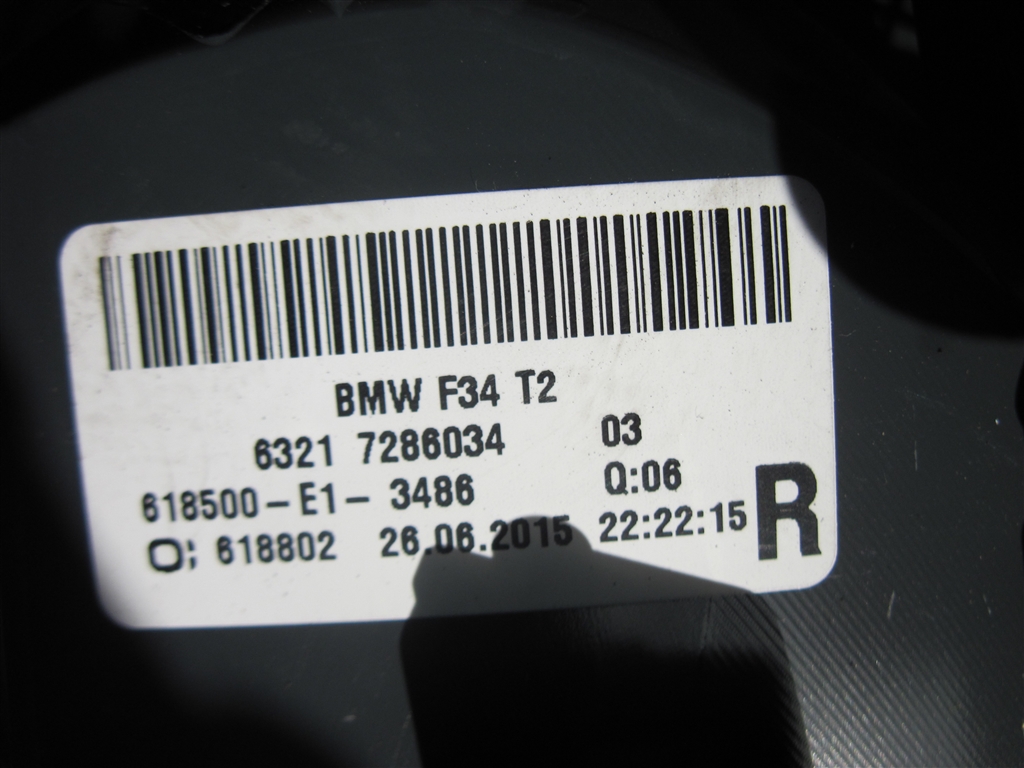 BMW F34 T2
6321 7286034 03
618500-E1- 3486 Q:06
O; 618802 26.06.2015 22:22:15 R